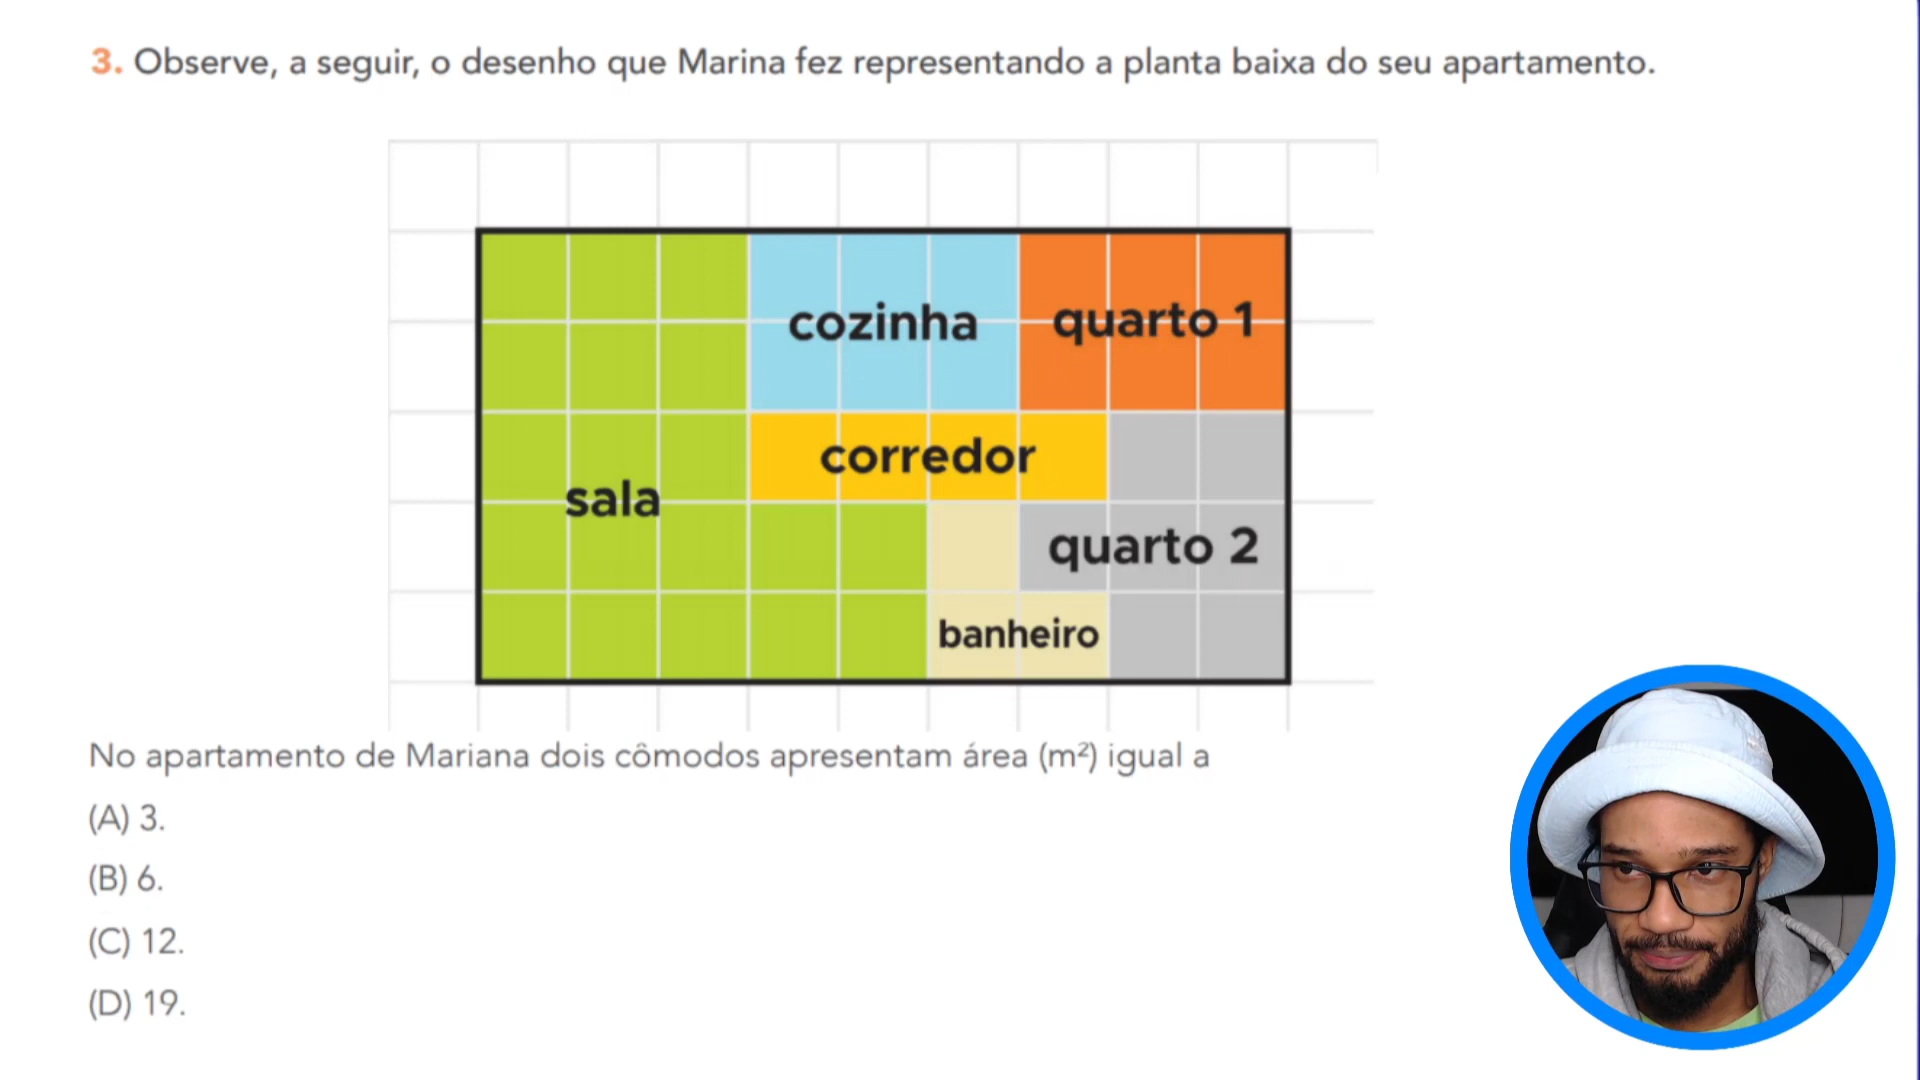 3. Observe, a seguir, o desenho que Marina fez representando a planta baixa do seu apartamento.
cozinha
quarto 1
corredor
sala
quarto 2
banheiro
No apartamento de Mariana dois cômodos apresentam área (m²) igual a
(A) 3.
(B) 6.
(C) 12.
(D) 19.